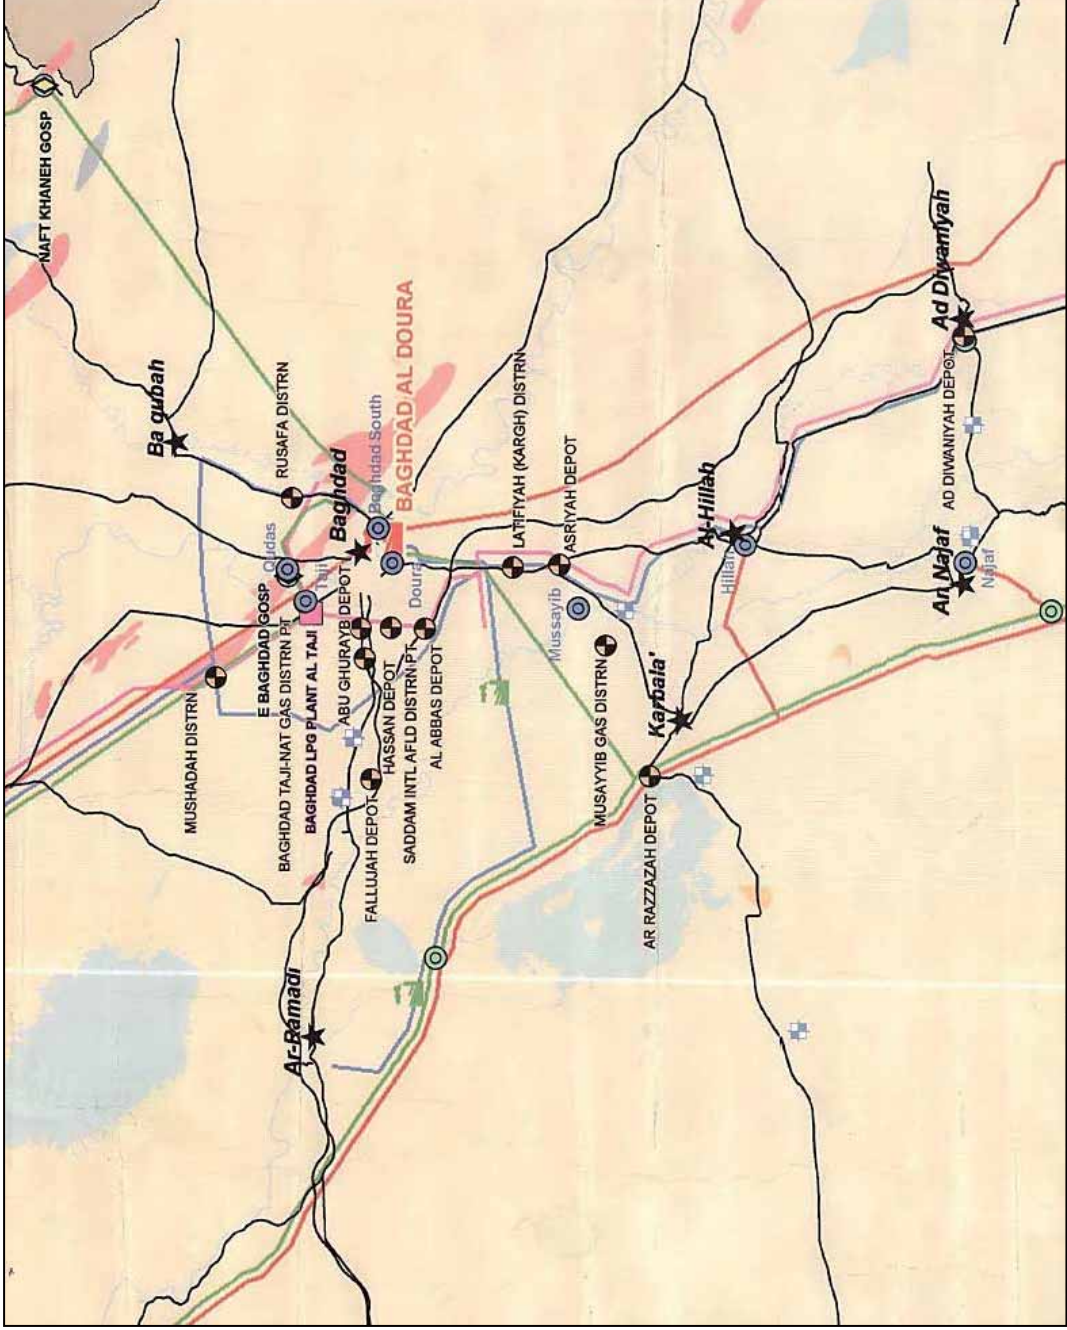 NAFT KHANEH GOSP
Ba qubah
RUSAFA DISTRN
Baghdad
Baghdad South
BAGHDAD AL DOURA
Qudas
Taji
Doura
E BAGHDAD GOSP
BAGHDAD TAJI-NAT GAS DISTRN PT
BAGHDAD LPG PLANT AL TAJI
MUSHADAH DISTRN
ABU GHURAYB DEPOT
HASSAN DEPOT
SADDAM INTL AFLD DISTRN PT
AL ABBAS DEPOT
FALLUJAH DEPOT
Ar-Ramadi
LATIFIYAH (KARGH) DISTRN
ASRIYAH DEPOT
Mussayib
MUSAYYIB GAS DISTRN
Karbala'
AR RAZZAZAH DEPOT
Al-Hillah
Hillah
Ad Diwaniyah
AD DIWANIYAH DEPOT
An Najaf
Najaf